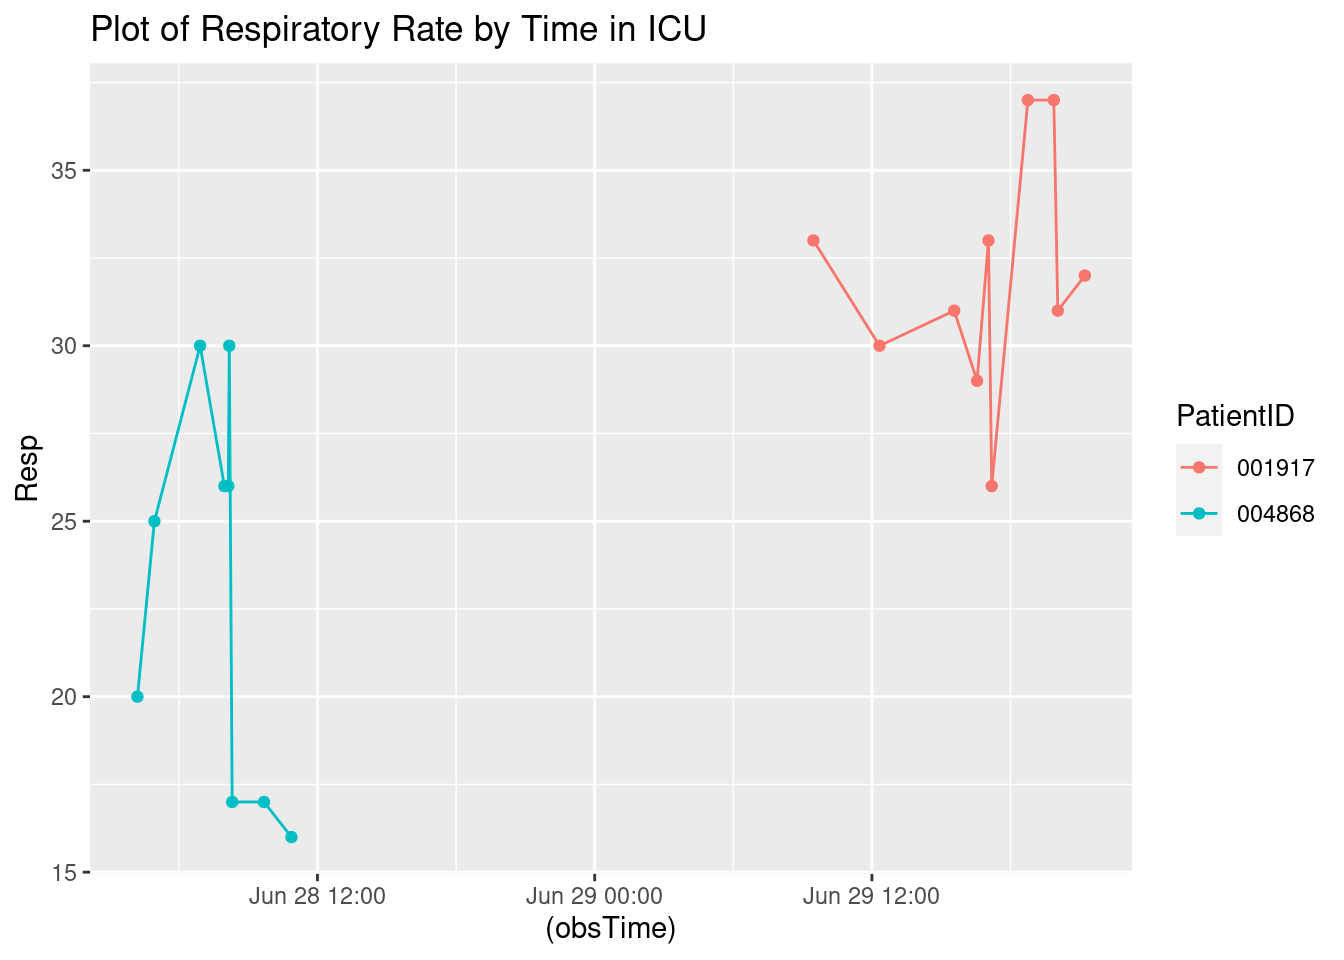 Plot of Respiratory Rate by Time in ICU
35
30
25
20
15
Resp
Jun 28 12:00
Jun 29 00:00
Jun 29 12:00
(obsTime)
PatientID
001917
004868